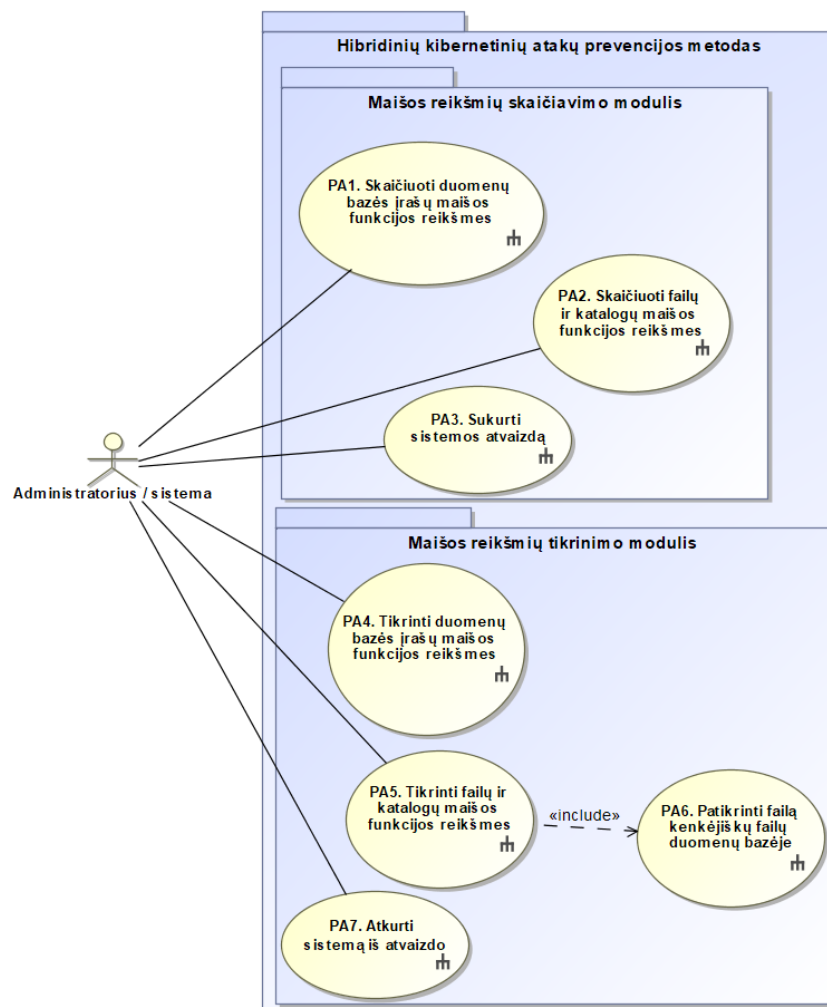 Hibridinių kibernetinių atakų prevencijos metodas
Maišos reikšmių skaičiavimo modulis
PA1. Skaičiuoti duomenų
bazės įrašų maišos
funkcijos reikšmes
PA2. Skaičiuoti failų
ir katalogų maišos
funkcijos reikšmes
PA3. Sukurti
sistemos atvaizdą
Administratorius / sistema
Maišos reikšmių tikrinimo modulis
PA4. Tikrinti duomenų
bazės įrašų maišos
funkcijos reikšmes
PA5. Tikrinti failų ir
katalogų maišos
funkcijos reikšmes
«include»
PA6. Patikrinti failą
kenkėjiškų failų
duomenų bazėje
PA7. Atkurti
sistemą iš atvaizdo